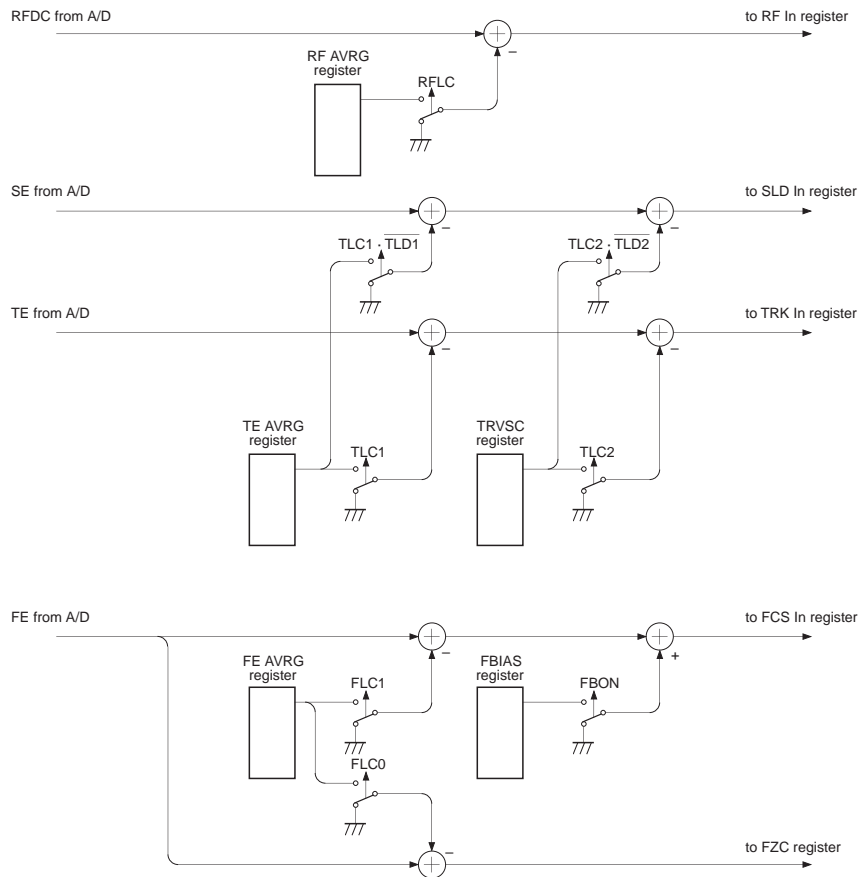 RFDC from A/D
to RF In register
RF AVRG
register
RFLC
−
SE from A/D
to SLD In register
−
−
TLC1 · TLD1
TLC2 · TLD2
TE from A/D
to TRK In register
−
−
TE AVRG
register
TLC1
TRVSC
register
TLC2
FE from A/D
to FCS In register
−
+
FE AVRG
register
FLC1
FBIAS
register
FBON
FLC0
−
to FZC register